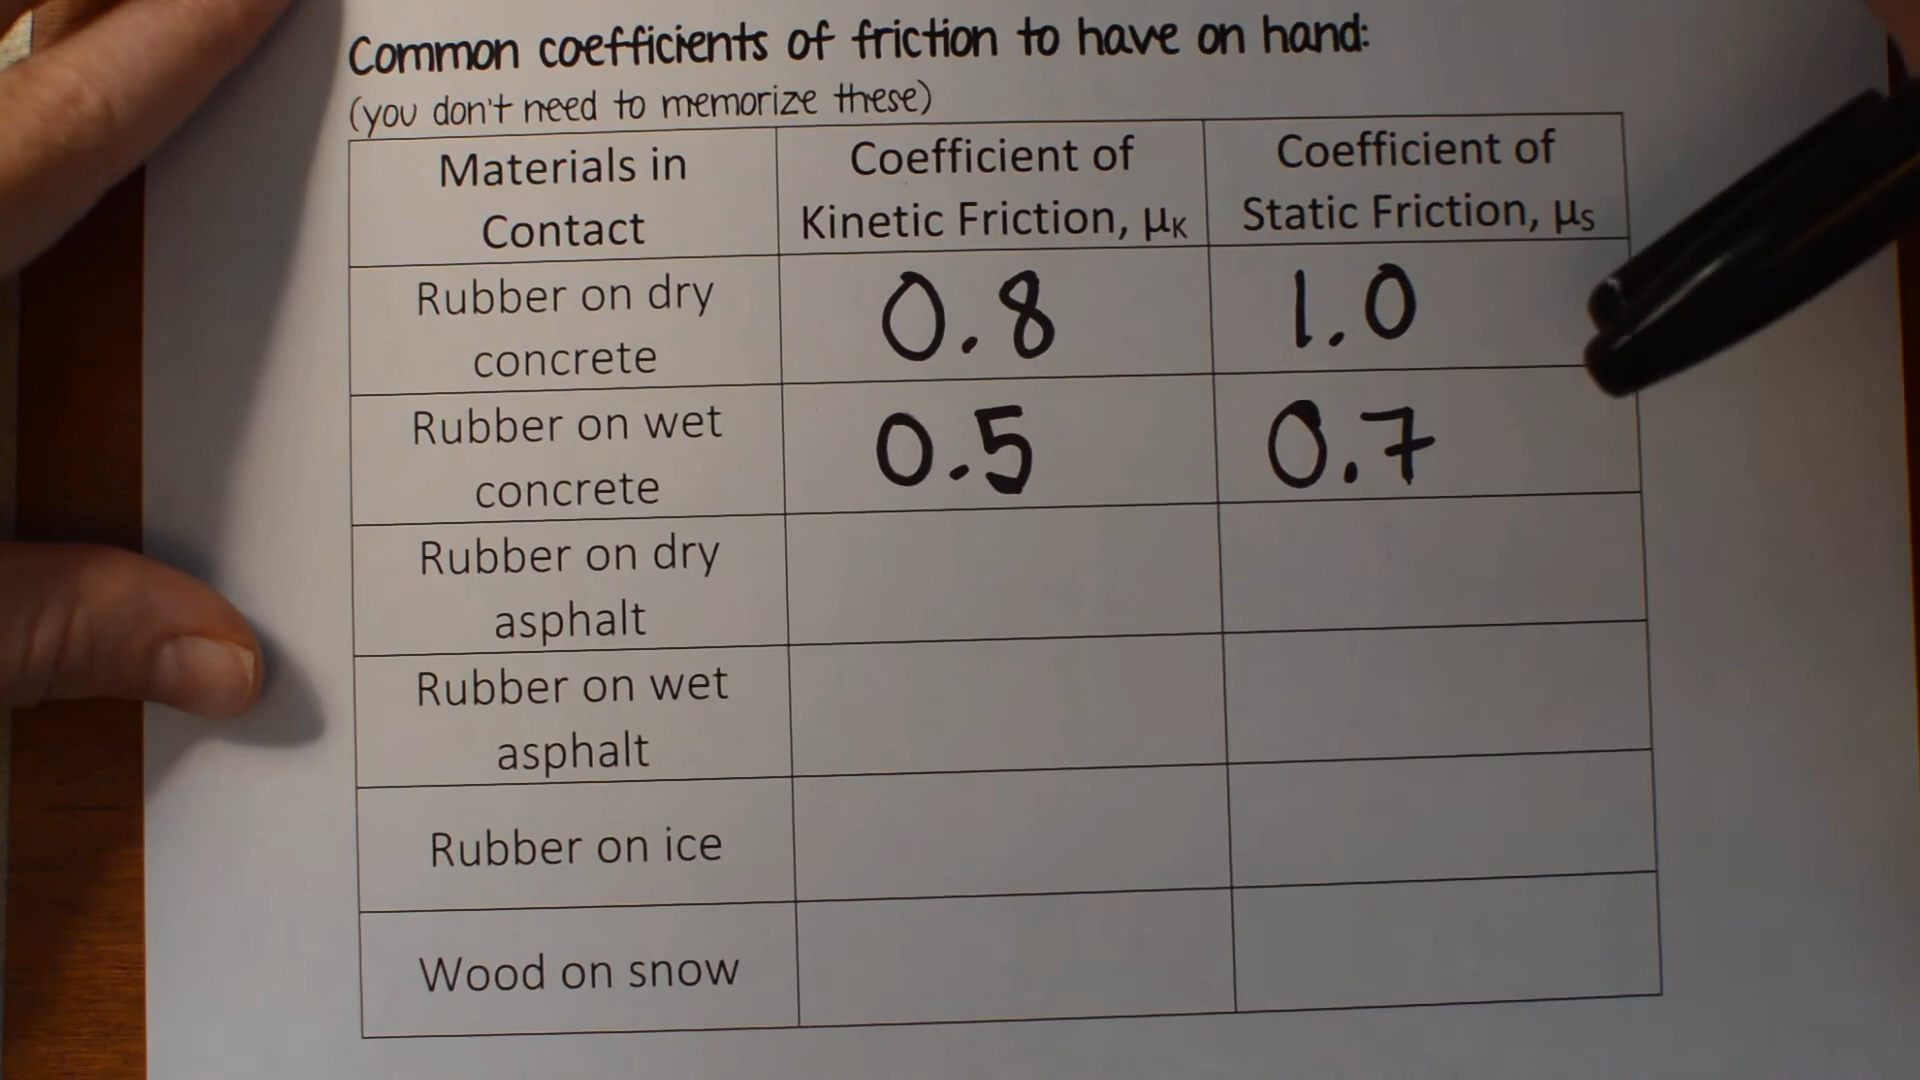 Common coefficients of friction to have on hand:
(you don't need to memorize these)
Materials in
Contact
Coefficient of
Kinetic Friction, μK
Coefficient of
Static Friction, μS
Rubber on dry
concrete
0.8
1.0
Rubber on wet
concrete
0.5
0.7
Rubber on dry
asphalt
Rubber on wet
asphalt
Rubber on ice
Wood on snow